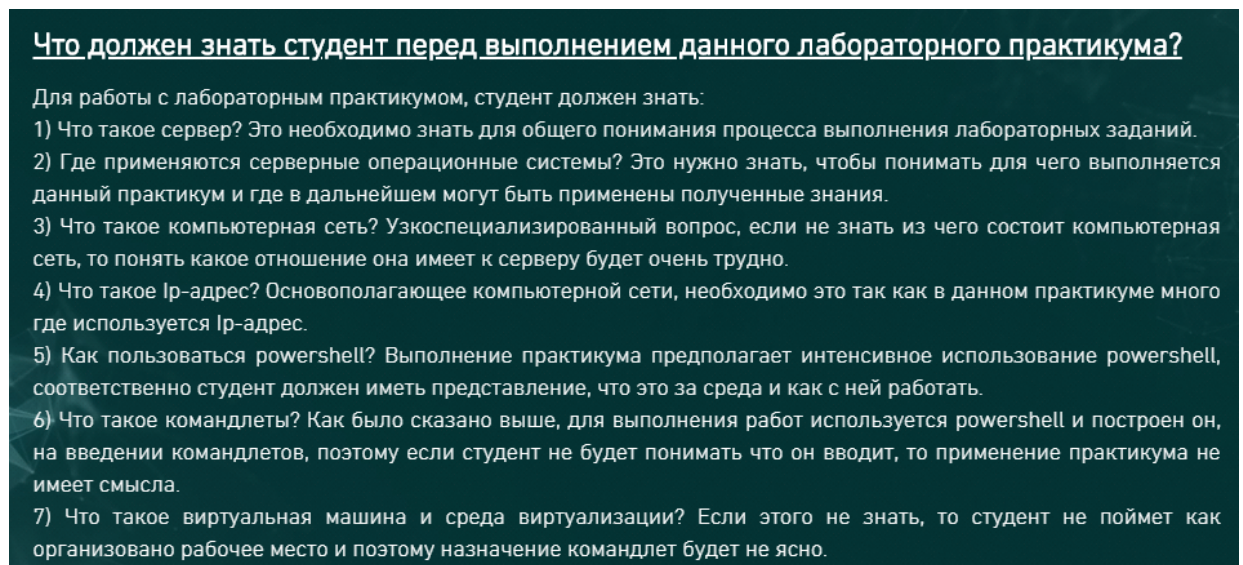 Что должен знать студент перед выполнением данного лабораторного практикума?
Для работы с лабораторным практикумом, студент должен знать:
1) Что такое сервер? Это необходимо знать для общего понимания процесса выполнения лабораторных заданий.
2) Где применяются серверные операционные системы? Это нужно знать, чтобы понимать для чего выполняется
данный практикум и где в дальнейшем могут быть применены полученные знания.
3) Что такое компьютерная сеть? Узкоспециализированный вопрос, если не знать из чего состоит компьютерная
сеть, то понять какое отношение она имеет к серверу будет очень трудно.
4) Что такое Ip-адрес? Основополагающее компьютерной сети, необходимо это так как в данном практикуме много
где используется Ip-адрес.
5) Как пользоваться powershell? Выполнение практикума предполагает интенсивное использование powershell,
соответственно студент должен иметь представление, что это за среда и как с ней работать.
6) Что такое командлеты? Как было сказано выше, для выполнения работ используется powershell и построен он,
на введении командлетов, поэтому если студент не будет понимать что он вводит, то применение практикума не
имеет смысла.
7) Что такое виртуальная машина и среда виртуализации? Если этого не знать, то студент не поймет как
организовано рабочее место и поэтому назначение командлет будет не ясно.